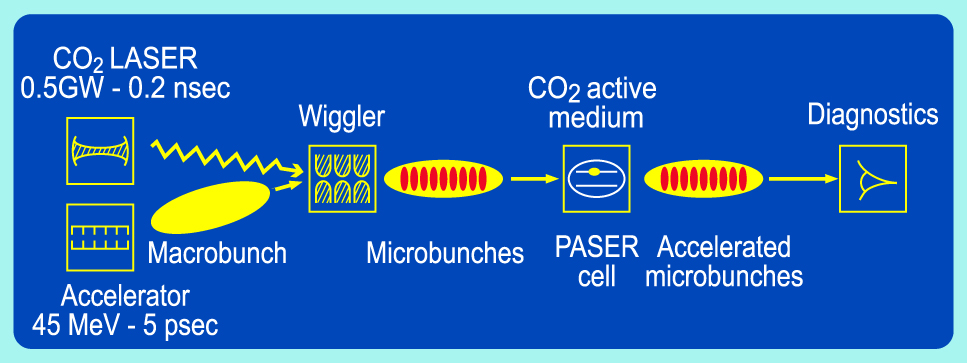 CO₂ LASER
0.5GW - 0.2 nsec
Wiggler
CO₂ active
medium
Diagnostics
Macrobunch
Microbunches
PASER
cell
Accelerated
microbunches
Accelerator
45 MeV - 5 psec